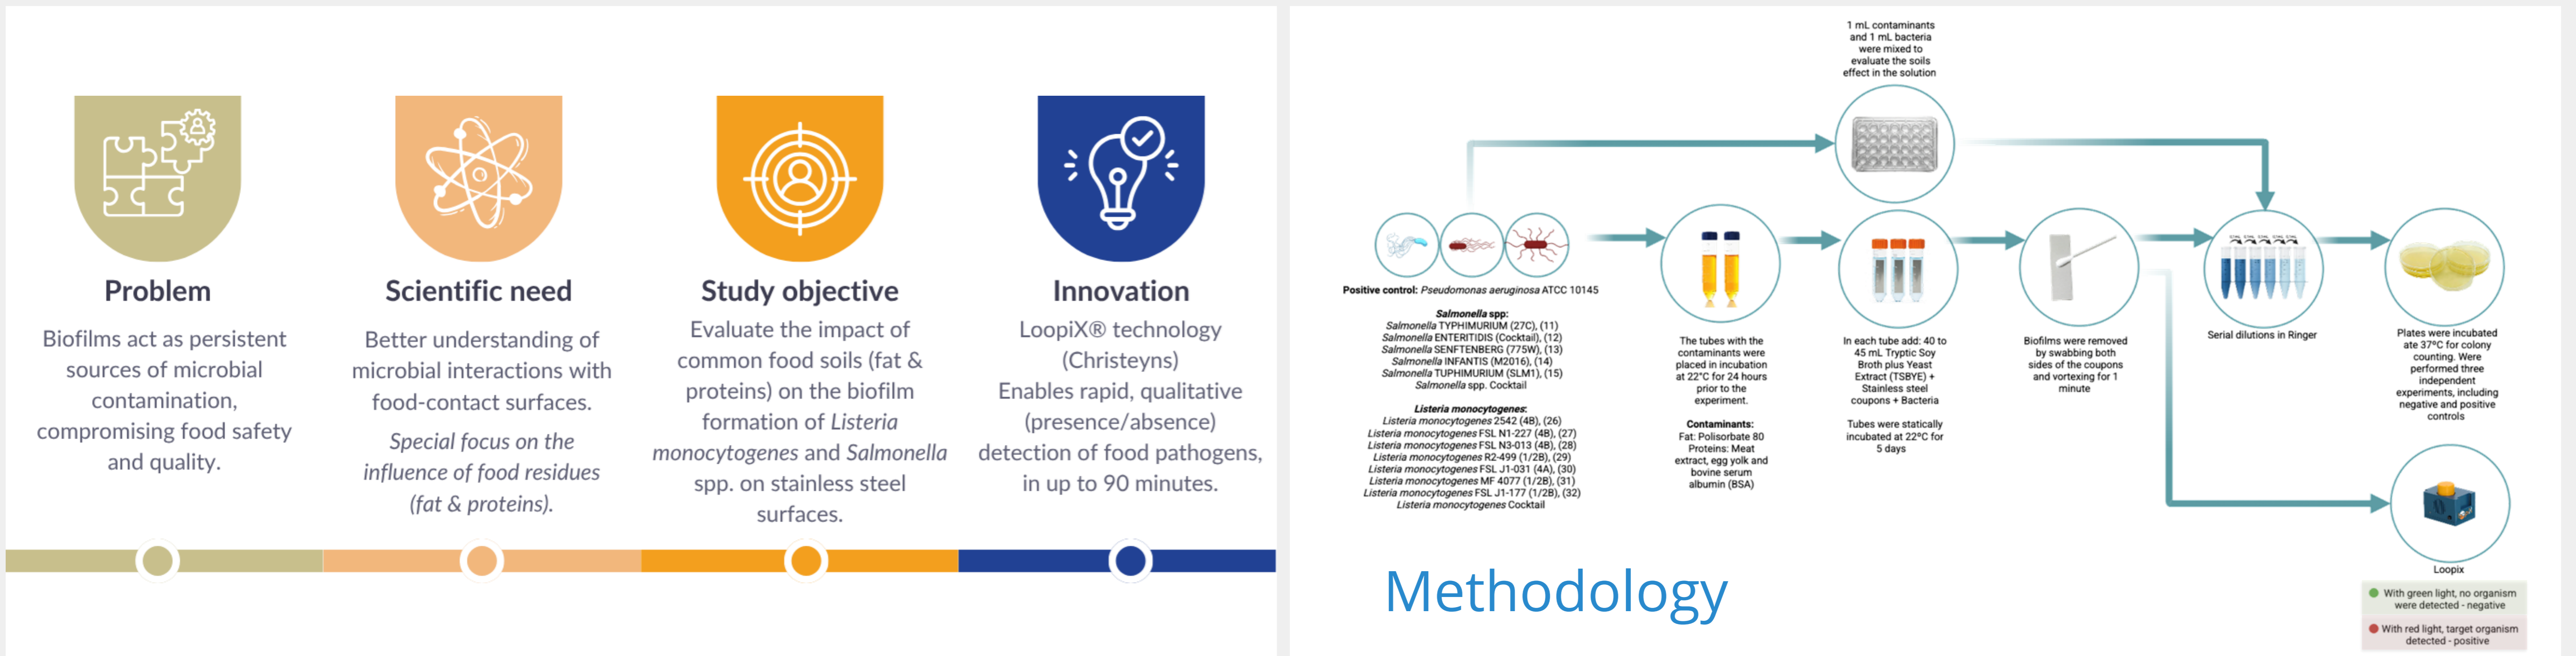 Problem
Biofilms act as persistent
sources of microbial
contamination,
compromising food safety
and quality.
Scientific need
Better understanding of
microbial interactions with
food-contact surfaces.
Special focus on the
influence of food residues
(fat & proteins).
Study objective
Evaluate the impact of
common food soils (fat &
proteins) on the biofilm
formation of Listeria
monocytogenes and Salmonella
spp. on stainless steel
surfaces.
Innovation
LoopiX® technology
(Christeyns)
Enables rapid, qualitative
(presence/absence)
detection of food pathogens,
in up to 90 minutes.
1 mL contaminants
and 1 mL bacteria
were mixed to
evaluate the soils
effect in the solution
Positive control: Pseudomonas aeruginosa ATCC 10145
Salmonella spp:
Salmonella TYPHIMURIUM (27C), (11)
Salmonella ENTERITIDIS (Cocktail), (12)
Salmonella SENFTENBERG (775W), (13)
Salmonella INFANTIS (M2016), (14)
Salmonella TUPHIMURIUM (SLM1), (15)
Salmonella spp. Cocktail
Listeria monocytogenes:
Listeria monocytogenes 2542 (4B), (26)
Listeria monocytogenes FSL N1-227 (4B), (27)
Listeria monocytogenes FSL N3-013 (4B), (28)
Listeria monocytogenes R2-499 (1/2B), (29)
Listeria monocytogenes FSL J1-031 (4A), (30)
Listeria monocytogenes MF 4077 (1/2B), (31)
Listeria monocytogenes FSL J1-177 (1/2B), (32)
Listeria monocytogenes Cocktail
The tubes with the
contaminants were
placed in incubation
at 22°C for 24 hours
prior to the
experiment.
Contaminants:
Fat: Polisorbate 80
Proteins: Meat
extract, egg yolk and
bovine serum
albumin (BSA)
In each tube add: 40 to
45 mL Tryptic Soy
Broth plus Yeast
Extract (TSBYE) +
Stainless steel
coupons + Bacteria
Tubes were statically
incubated at 22ºC for
5 days
Biofilms were removed
by swabbing both
sides of the coupons
and vortexing for 1
minute
Serial dilutions in Ringer
Plates were incubated
ate 37ºC for colony
counting. Were
performed three
independent
experiments, including
negative and positive
controls
Loopix
With green light, no organism
were detected - negative
With red light, target organism
detected - positive
Methodology